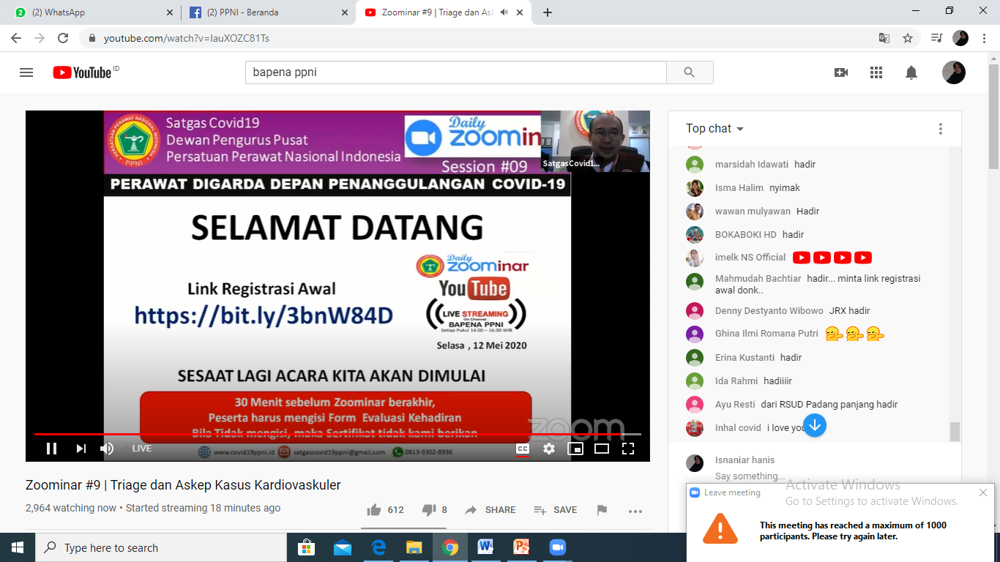 (2) WhatsApp
(2) PPNI - Beranda
Zoominar #9 | Triage dan Ask
youtube.com/watch?v=IauXOZC81Ts
YouTube ID
bapena ppni
PERSATUAN PERAWAT NASIONAL INDONESIA
PPNI
Satgas Covid19
Dewan Pengurus Pusat
Persatuan Perawat Nasional Indonesia
Daily
zoominar
Session #09
SatgasCovid1...
PERAWAT DIGARDA DEPAN PENANGGULANGAN COVID-19
SELAMAT DATANG
Daily
zoominar
Link Registrasi Awal
https://bit.ly/3bnW84D
YouTube
LIVE STREAMING
On Channel :
BAPENA PPNI
Setiap Pukul 14.00 - 16.00 WIB
Selasa , 12 Mei 2020
SESAAT LAGI ACARA KITA AKAN DIMULAI
30 Menit sebelum Zoominar berakhir,
Peserta harus mengisi Form Evaluasi Kehadiran
Bila Tidak mengisi, maka Sertifikat tidak kami berikan
zoom
www.covid19ppni.id
satgascovid19ppni@gmail.com
0813-9302-8936
LIVE
CC
Zoominar #9 | Triage dan Askep Kasus Kardiovaskuler
2,964 watching now • Started streaming 18 minutes ago
612
8
SHARE
SAVE
Top chat
marsidah Idawati hadir
Isma Halim nyimak
wawan mulyawan Hadir
BOKABOKI HD hadir
imelk NS Official
Mahmudah Bachtiar hadir... minta link registrasi
awal donk..
Denny Destyanto Wibowo JRX hadir
Ghina Ilmi Romana Putri
Erina Kustanti hadir
Ida Rahmi hadiiiir
Ayu Resti dari RSUD Padang panjang hadir
Inhal covid i love you
Isnaniar hanis
Say something...
Activate Windows
Go to Settings to activate Windows.
Leave meeting
This meeting has reached a maximum of 1000
participants. Please try again later.
Type here to search